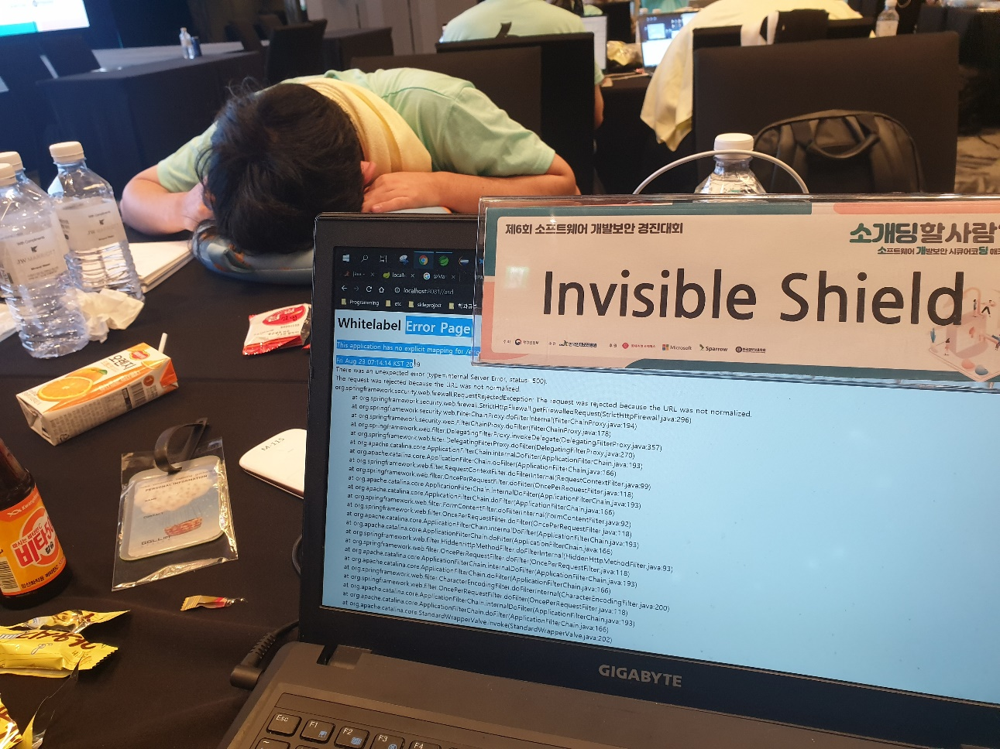 제6회 소프트웨어 개발보안 경진대회
소개딩할사람
소프트웨어 개발보안 시큐어코딩 해커
Invisible Shield
Microsoft
Sparrow
localhost:8081//asd
Programming
etc
sideproject
Whitelabel Error Page
This application has no explicit mapping for
Fri Aug 23 07:14:14 KST 2019
There was an unexpected error (type=Internal Server Error, status=500).
The request was rejected because the URL was not normalized.
org.springframework.security.web.firewall.RequestRejectedException: The request was rejected because the URL was not normalized.
at org.springframework.security.web.firewall.StrictHttpFirewall.getFirewalledRequest(StrictHttpFirewall.java:296)
at org.springframework.security.web.FilterChainProxy.doFilterInternal(FilterChainProxy.java:194)
at org.springframework.security.web.FilterChainProxy.doFilter(FilterChainProxy.java:178)
at org.springframework.web.filter.DelegatingFilterProxy.invokeDelegate(DelegatingFilterProxy.java:357)
at org.springframework.web.filter.DelegatingFilterProxy.doFilter(DelegatingFilterProxy.java:270)
at org.apache.catalina.core.ApplicationFilterChain.internalDoFilter(ApplicationFilterChain.java:193)
at org.apache.catalina.core.ApplicationFilterChain.doFilter(ApplicationFilterChain.java:166)
at org.springframework.web.filter.RequestContextFilter.doFilterInternal(RequestContextFilter.java:99)
at org.springframework.web.filter.OncePerRequestFilter.doFilter(OncePerRequestFilter.java:118)
at org.apache.catalina.core.ApplicationFilterChain.internalDoFilter(ApplicationFilterChain.java:193)
at org.apache.catalina.core.ApplicationFilterChain.doFilter(ApplicationFilterChain.java:166)
at org.springframework.web.filter.FormContentFilter.doFilterInternal(FormContentFilter.java:92)
at org.springframework.web.filter.OncePerRequestFilter.doFilter(OncePerRequestFilter.java:118)
at org.apache.catalina.core.ApplicationFilterChain.internalDoFilter(ApplicationFilterChain.java:193)
at org.apache.catalina.core.ApplicationFilterChain.doFilter(ApplicationFilterChain.java:166)
at org.springframework.web.filter.HiddenHttpMethodFilter.doFilterInternal(HiddenHttpMethodFilter.java:93)
at org.springframework.web.filter.OncePerRequestFilter.doFilter(OncePerRequestFilter.java:118)
at org.apache.catalina.core.ApplicationFilterChain.internalDoFilter(ApplicationFilterChain.java:193)
at org.apache.catalina.core.ApplicationFilterChain.doFilter(ApplicationFilterChain.java:166)
at org.springframework.web.filter.CharacterEncodingFilter.doFilterInternal(CharacterEncodingFilter.java:200)
at org.springframework.web.filter.OncePerRequestFilter.doFilter(OncePerRequestFilter.java:118)
at org.apache.catalina.core.ApplicationFilterChain.internalDoFilter(ApplicationFilterChain.java:193)
at org.apache.catalina.core.ApplicationFilterChain.doFilter(ApplicationFilterChain.java:166)
at org.apache.catalina.core.StandardWrapperValve.invoke(StandardWrapperValve.java:202)
GIGABYTE
Esc
F1
F2
F3
F4
오렌지
PERSONAL INFORMATION
NAME
비타500
JW MARRIOTT